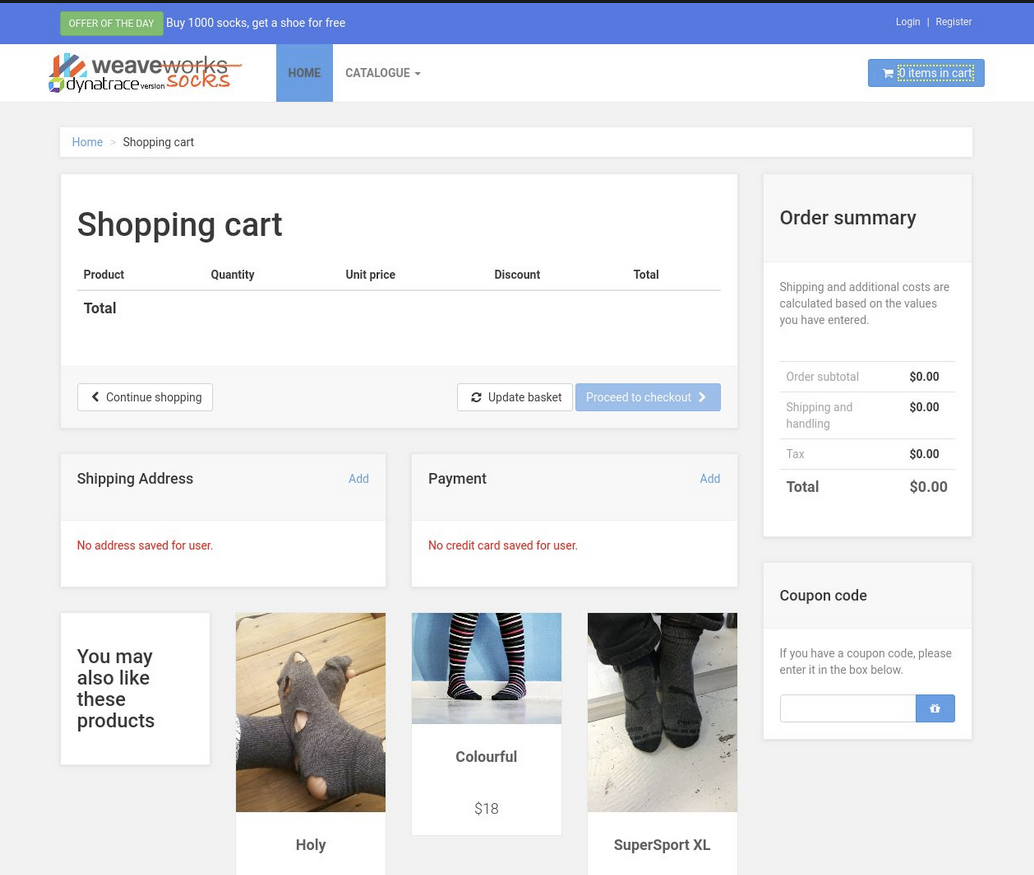 OFFER OF THE DAY Buy 1000 socks, get a shoe for free
Login | Register
weaveworks
socks
dynatrace version
HOME
CATALOGUE
0 items in cart
Home > Shopping cart
Shopping cart
Product Quantity Unit price Discount Total
Total
Continue shopping
Update basket
Proceed to checkout
Order summary
Shipping and additional costs are
calculated based on the values
you have entered.
Order subtotal $0.00
Shipping and
handling $0.00
Tax $0.00
Total $0.00
Shipping Address Add
No address saved for user.
Payment Add
No credit card saved for user.
Coupon code
If you have a coupon code, please
enter it in the box below.
You may
also like
these
products
Holy
Colourful
$18
SuperSport XL